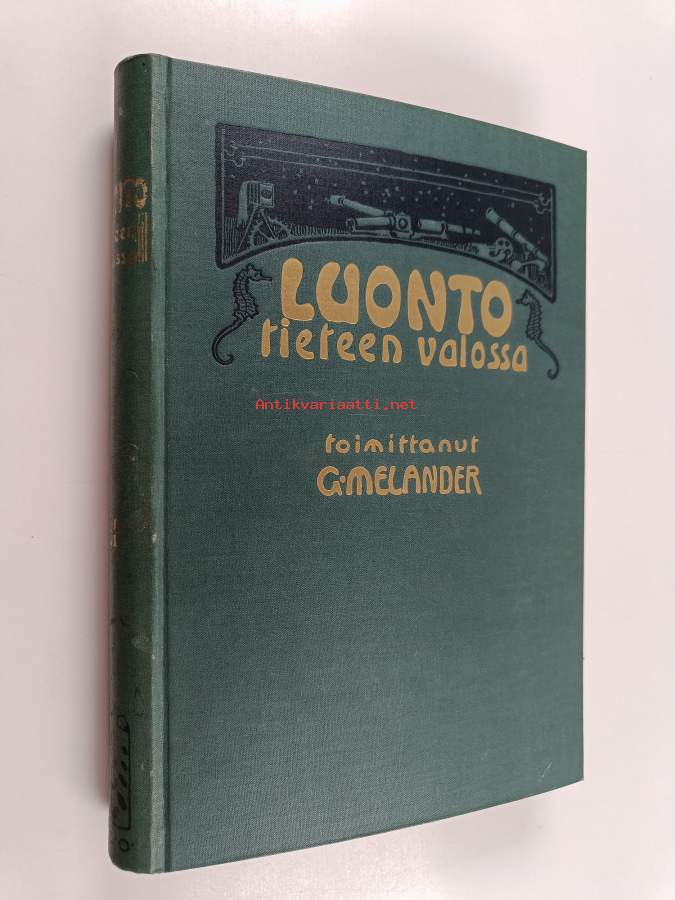 LUONTO
tieteen valossa
Antikvariaatti.net
toimittanut
G. MELANDER